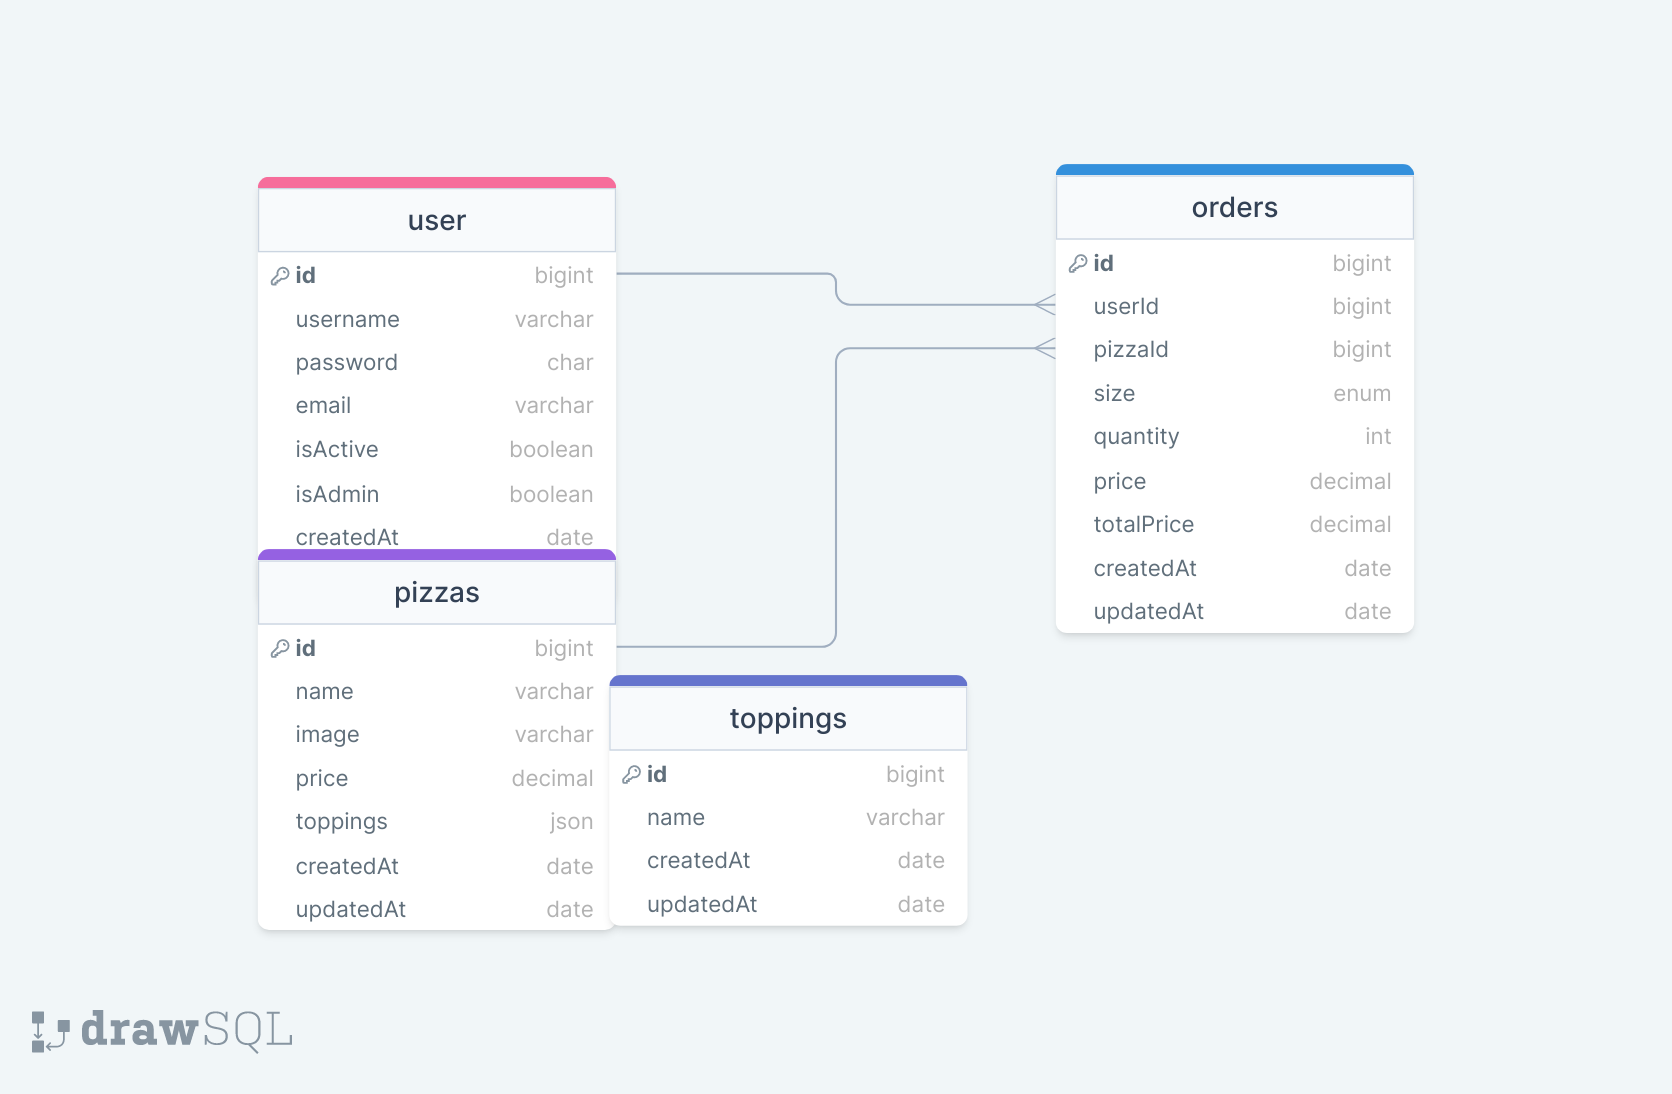 user
id bigint
username varchar
password char
email varchar
isActive boolean
isAdmin boolean
createdAt date
pizzas
id bigint
name varchar
image varchar
price decimal
toppings json
createdAt date
updatedAt date
toppings
id bigint
name varchar
createdAt date
updatedAt date
orders
id bigint
userId bigint
pizzaId bigint
size enum
quantity int
price decimal
totalPrice decimal
createdAt date
updatedAt date
drawSQL